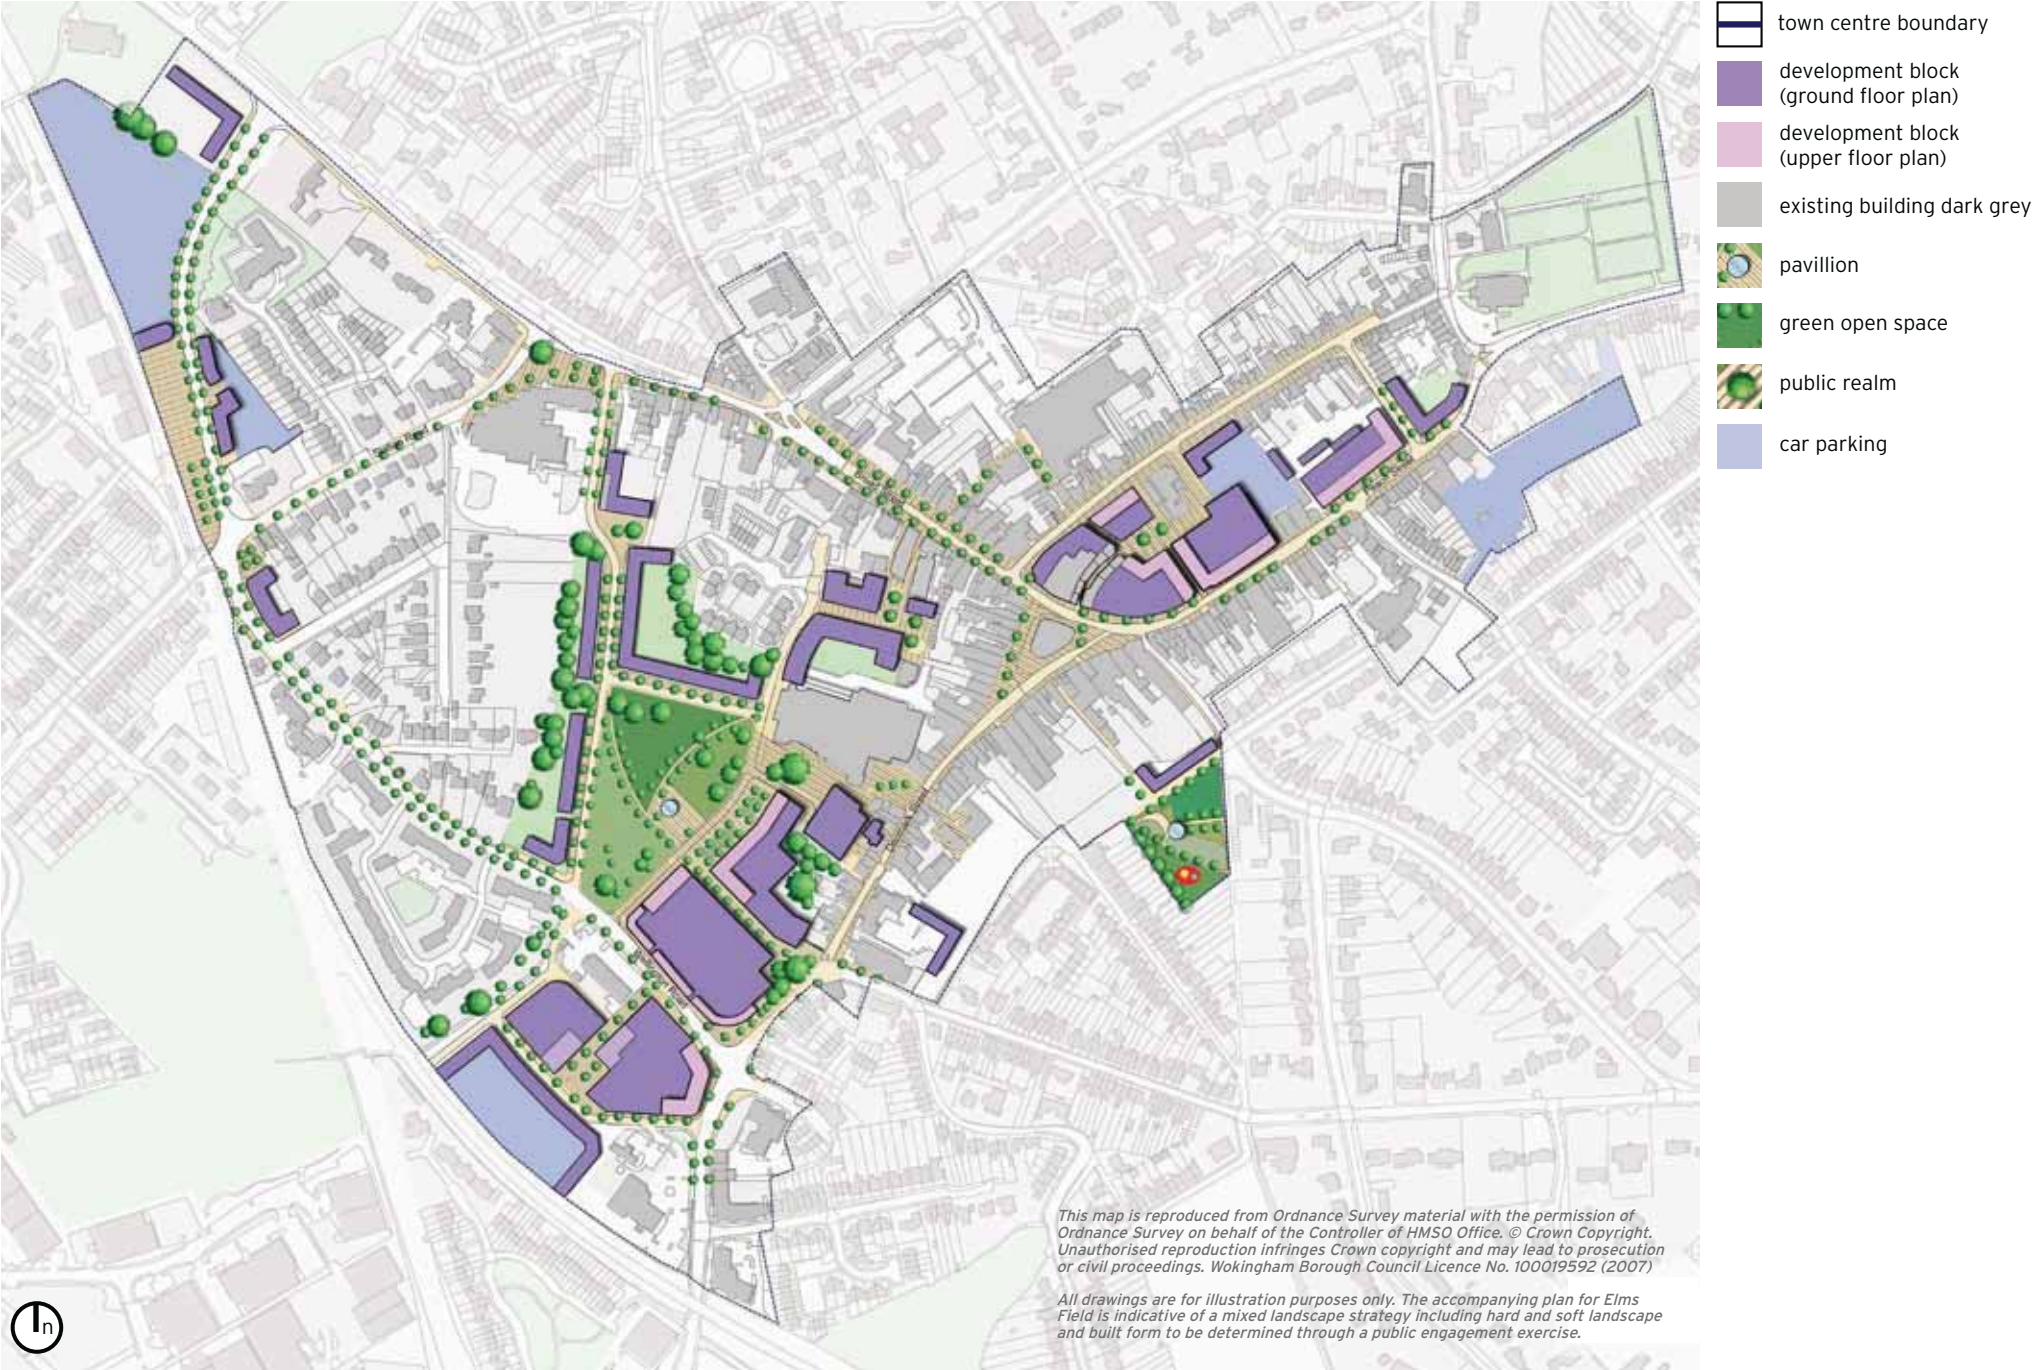 town centre boundary
development block
(ground floor plan)
development block
(upper floor plan)
existing building dark grey
pavillion
green open space
public realm
car parking
This map is reproduced from Ordnance Survey material with the permission of
Ordnance Survey on behalf of the Controller of HMSO Office. © Crown Copyright.
Unauthorised reproduction infringes Crown copyright and may lead to prosecution
or civil proceedings. Wokingham Borough Council Licence No. 100019592 (2007)
All drawings are for illustration purposes only. The accompanying plan for Elms
Field is indicative of a mixed landscape strategy including hard and soft landscape
and built form to be determined through a public engagement exercise.
n